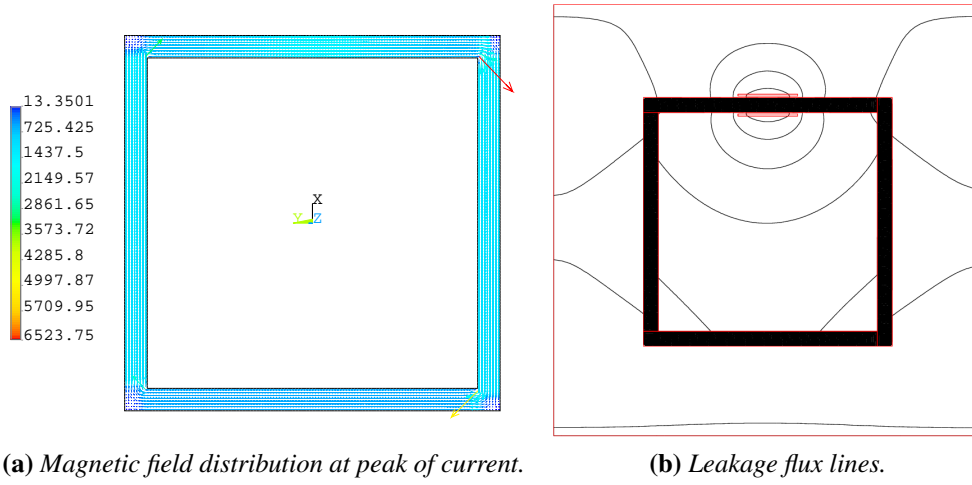 13.3501
725.425
1437.5
2149.57
2861.65
3573.72
4285.8
4997.87
5709.95
6523.75
X
Y Z
(a) Magnetic field distribution at peak of current.
(b) Leakage flux lines.